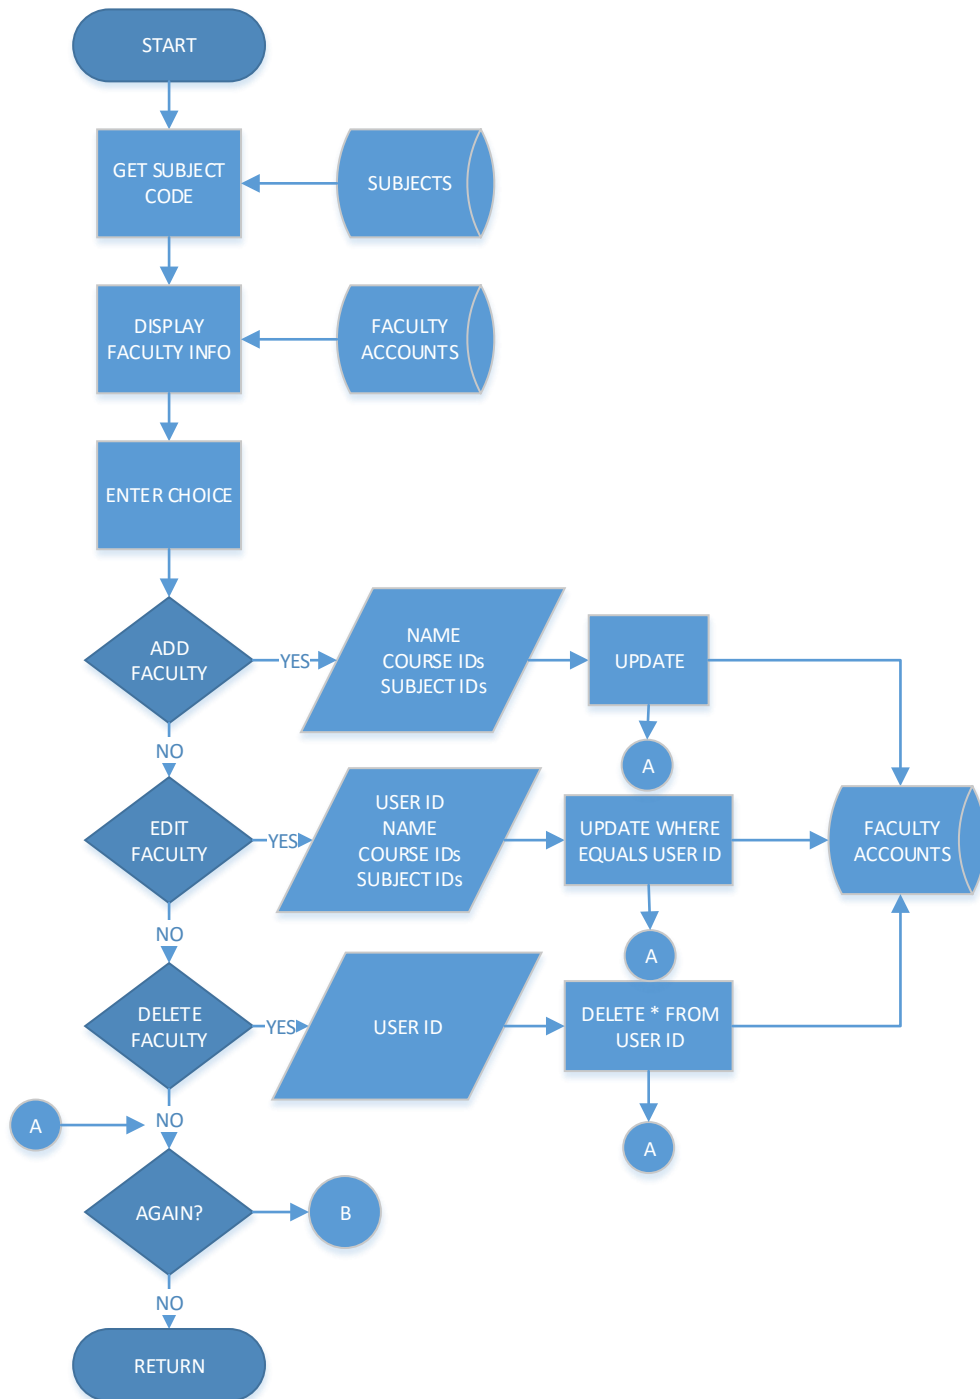 START
GET SUBJECT
CODE
SUBJECTS
DISPLAY
FACULTY INFO
FACULTY
ACCOUNTS
ENTER CHOICE
ADD
FACULTY
YES
NAME
COURSE IDs
SUBJECT IDs
UPDATE
NO
A
EDIT
FACULTY
YES
USER ID
NAME
COURSE IDs
SUBJECT IDs
UPDATE WHERE
EQUALS USER ID
FACULTY
ACCOUNTS
NO
A
DELETE
FACULTY
YES
USER ID
DELETE * FROM
USER ID
A
NO
A
AGAIN?
B
NO
RETURN